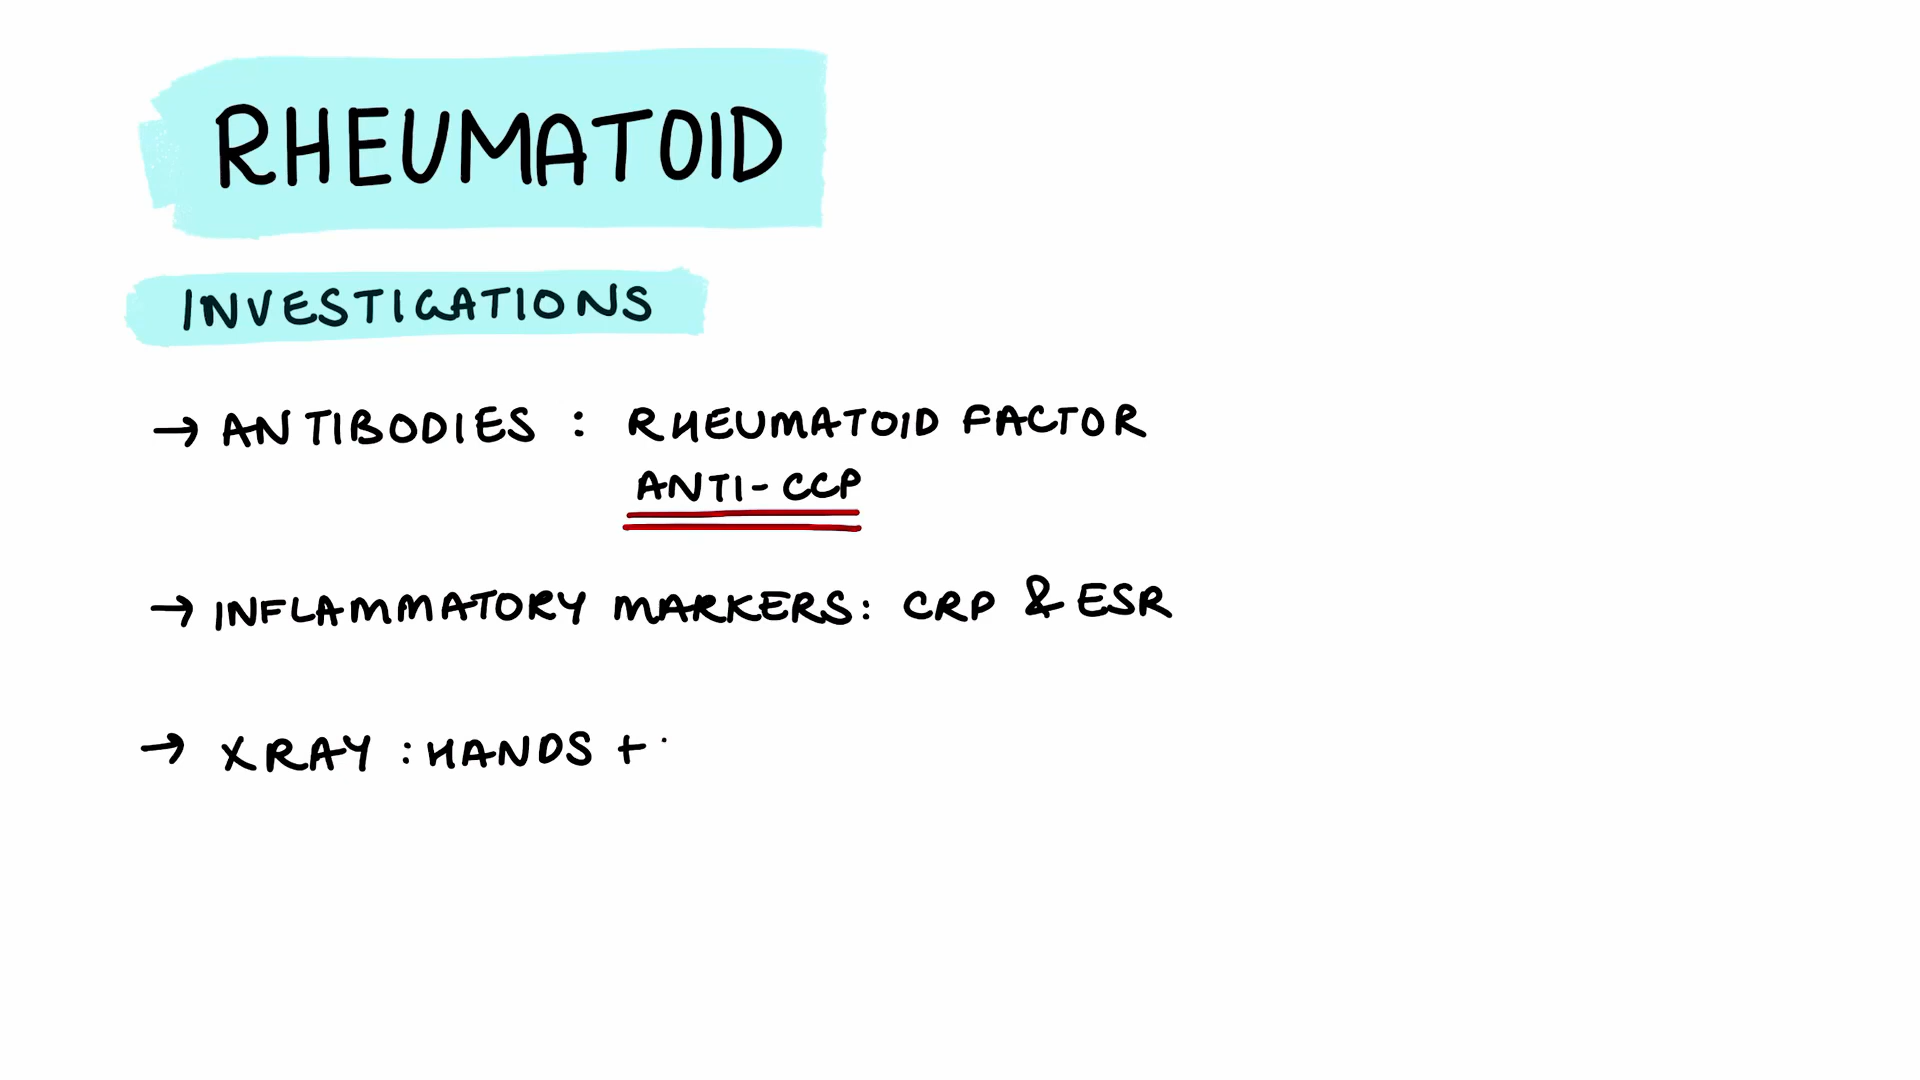 RHEUMATOID
INVESTIGATIONS
→ ANTIBODIES : RHEUMATOID FACTOR
ANTI-CCP
→ INFLAMMATORY MARKERS: CRP & ESR
→ XRAY : HANDS +